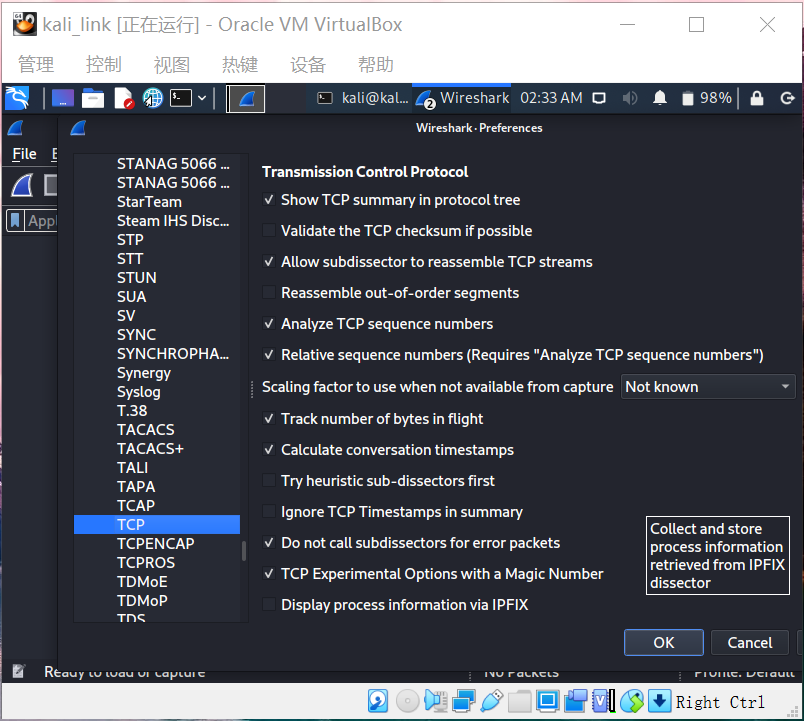 kali_link [正在运行] - Oracle VM VirtualBox
管理 控制 视图 热键 设备 帮助
kali@kal... 2 Wireshark 02:33 AM 98%
Wireshark · Preferences
File E
Appl
STANAG 5066 ...
STANAG 5066 ...
StarTeam
Steam IHS Disc...
STP
STT
STUN
SUA
SV
SYNC
SYNCHROPHA...
Synergy
Syslog
T.38
TACACS
TACACS+
TALI
TAPA
TCAP
TCP
TCPENCAP
TCPROS
TDMoE
TDMoP
TDS
Transmission Control Protocol
Show TCP summary in protocol tree
Validate the TCP checksum if possible
Allow subdissector to reassemble TCP streams
Reassemble out-of-order segments
Analyze TCP sequence numbers
Relative sequence numbers (Requires "Analyze TCP sequence numbers")
Scaling factor to use when not available from capture Not known
Track number of bytes in flight
Calculate conversation timestamps
Try heuristic sub-dissectors first
Ignore TCP Timestamps in summary
Do not call subdissectors for error packets
TCP Experimental Options with a Magic Number
Display process information via IPFIX
Collect and store
process information
retrieved from IPFIX
dissector
OK Cancel
Ready to load or capture No Packets Profile: Default
Right Ctrl